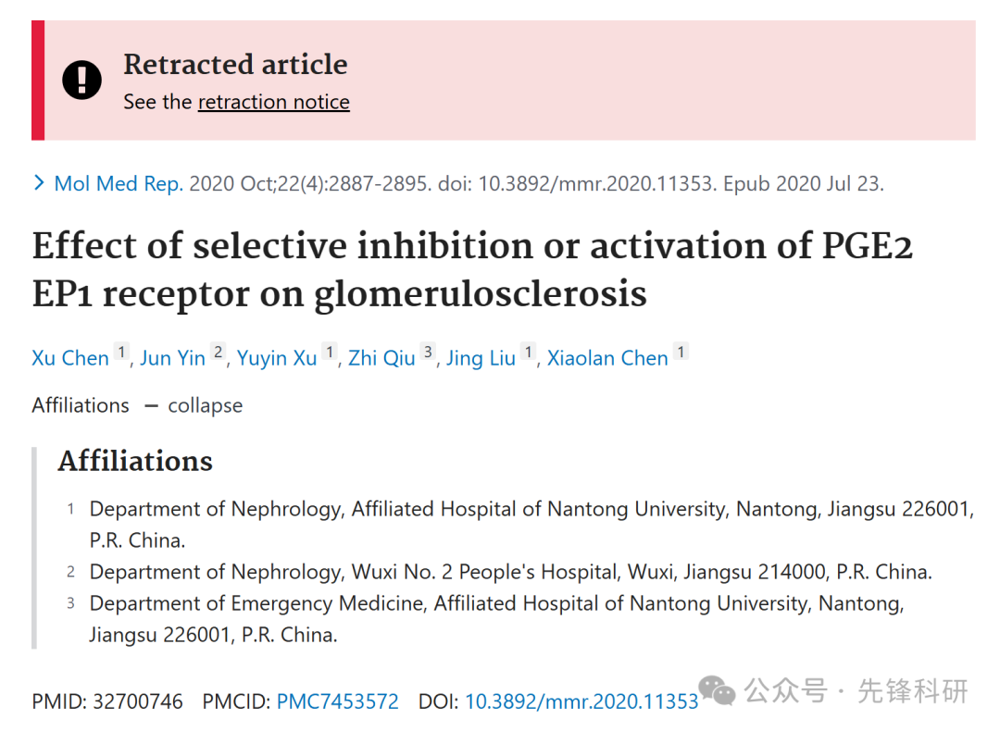 Retracted article
See the retraction notice
Mol Med Rep. 2020 Oct;22(4):2887-2895. doi: 10.3892/mmr.2020.11353. Epub 2020 Jul 23.
Effect of selective inhibition or activation of PGE2
EP1 receptor on glomerulosclerosis
Xu Chen 1, Jun Yin 2, Yuyin Xu 1, Zhi Qiu 3, Jing Liu 1, Xiaolan Chen 1
Affiliations — collapse
Affiliations
1 Department of Nephrology, Affiliated Hospital of Nantong University, Nantong, Jiangsu 226001,
P.R. China.
2 Department of Nephrology, Wuxi No. 2 People's Hospital, Wuxi, Jiangsu 214000, P.R. China.
3 Department of Emergency Medicine, Affiliated Hospital of Nantong University, Nantong,
Jiangsu 226001, P.R. China.
PMID: 32700746 PMCID: PMC7453572 DOI: 10.3892/mmr.2020.11353
公众号 · 先锋科研